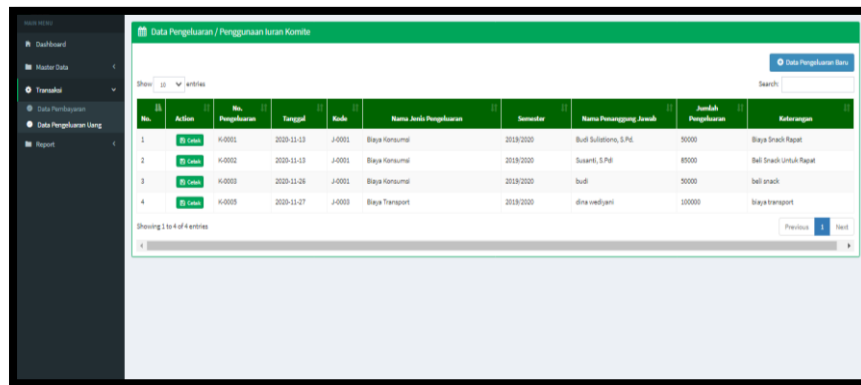 MAIN MENU
Dashboard
Master Data
Transaksi
Data Pembayaran
Data Pengeluaran Uang
Report
Data Pengeluaran / Penggunaan Iuran Komite
Data Pengeluaran Baru
Show 10 entries
Search:
No. Action No. Pengeluaran Tanggal Kode Nama Jenis Pengeluaran Semester Nama Penanggung Jawab Jumlah Pengeluaran Keterangan
1 Cetak K-0001 2020-11-13 J-0001 Biaya Konsumsi 2019/2020 Budi Sulistiono, S.Pd. 50000 Biaya Snack Rapat
2 Cetak K-0002 2020-11-13 J-0001 Biaya Konsumsi 2019/2020 Susanti, S.PdI 85000 Beli Snack Untuk Rapat
3 Cetak K-0003 2020-11-26 J-0001 Biaya Konsumsi 2019/2020 budi 50000 beli snack
4 Cetak K-0005 2020-11-27 J-0003 Biaya Transport 2019/2020 dina wediyani 100000 biaya transport
Showing 1 to 4 of 4 entries
Previous 1 Next